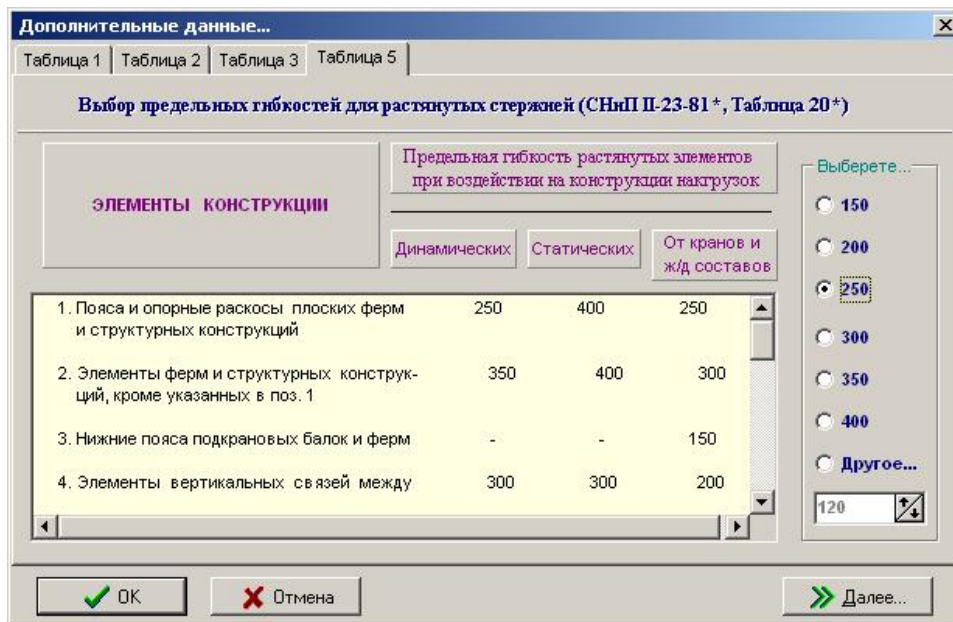 Дополнительные данные...
Таблица 1 Таблица 2 Таблица 3 Таблица 5
Выбор предельных гибкостей для растянутых стержней (СНиП II-23-81*, Таблица 20*)
ЭЛЕМЕНТЫ КОНСТРУКЦИИ
Предельная гибкость растянутых элементов
при воздействии на конструкции накгрузок
Динамических Статических От кранов и
ж/д составов
1. Пояса и опорные раскосы плоских ферм 250 400 250
и структурных конструкций
2. Элементы ферм и структурных конструк- 350 400 300
ций, кроме указанных в поз. 1
3. Нижние пояса подкрановых балок и ферм - - 150
4. Элементы вертикальных связей между 300 300 200
Выберете...
150
200
250
300
350
400
Другое...
120
OK Отмена Далее...